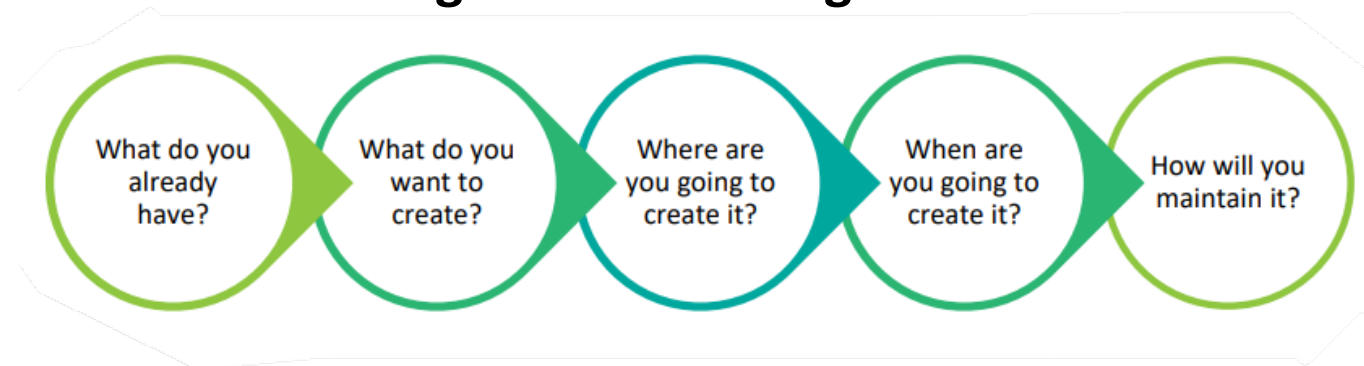 What do you
already
have?
What do you
want to
create?
Where are
you going to
create it?
When are
you going to
create it?
How will you
maintain it?